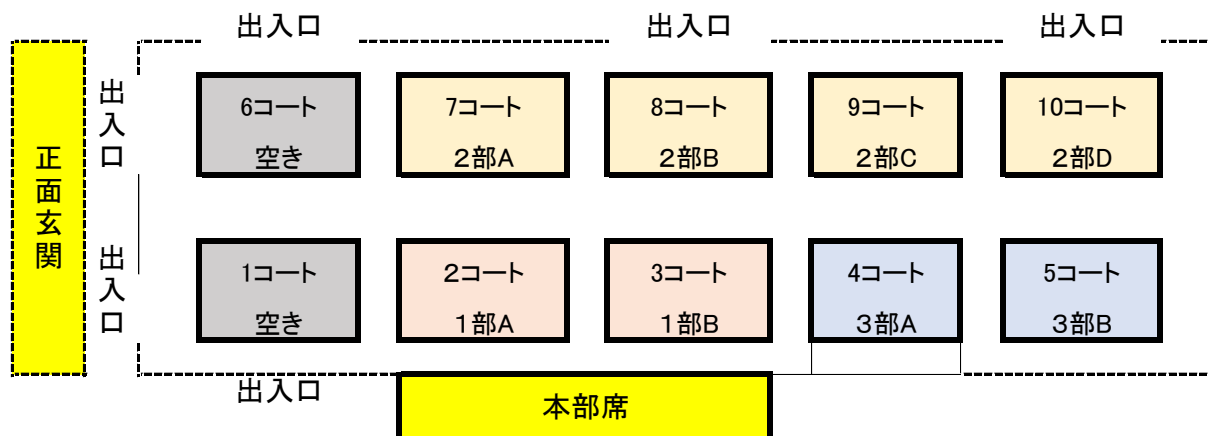 出入口 出入口 出入口
正面玄関
出入口
6コート
空き
7コート
２部A
8コート
２部B
9コート
２部C
10コート
２部D
出入口
1コート
空き
2コート
１部A
3コート
１部B
4コート
３部A
5コート
３部B
出入口
本部席